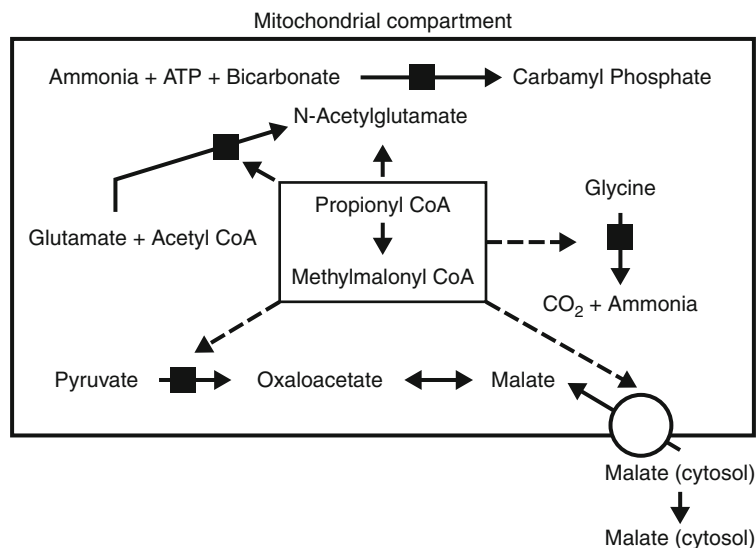 Mitochondrial compartment
Ammonia + ATP + Bicarbonate
Carbamyl Phosphate
N-Acetylglutamate
Glycine
Propionyl CoA
Glutamate + Acetyl CoA
Methylmalonyl CoA
CO₂ + Ammonia
Pyruvate
Oxaloacetate
Malate
Malate (cytosol)
Malate (cytosol)